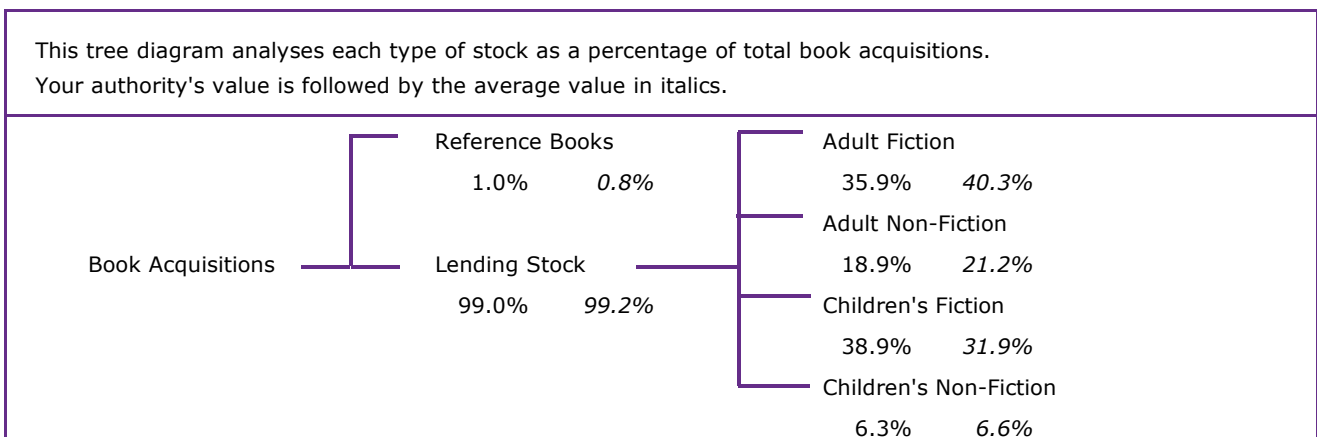 This tree diagram analyses each type of stock as a percentage of total book acquisitions.
Your authority's value is followed by the average value in italics.
Reference Books
1.0% 0.8%
Book Acquisitions
Lending Stock
99.0% 99.2%
Adult Fiction
35.9% 40.3%
Adult Non-Fiction
18.9% 21.2%
Children's Fiction
38.9% 31.9%
Children's Non-Fiction
6.3% 6.6%